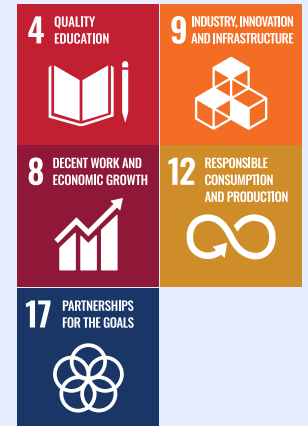 4 QUALITY
EDUCATION
9 INDUSTRY, INNOVATION
AND INFRASTRUCTURE
8 DECENT WORK AND
ECONOMIC GROWTH
12 RESPONSIBLE
CONSUMPTION
AND PRODUCTION
17 PARTNERSHIPS
FOR THE GOALS